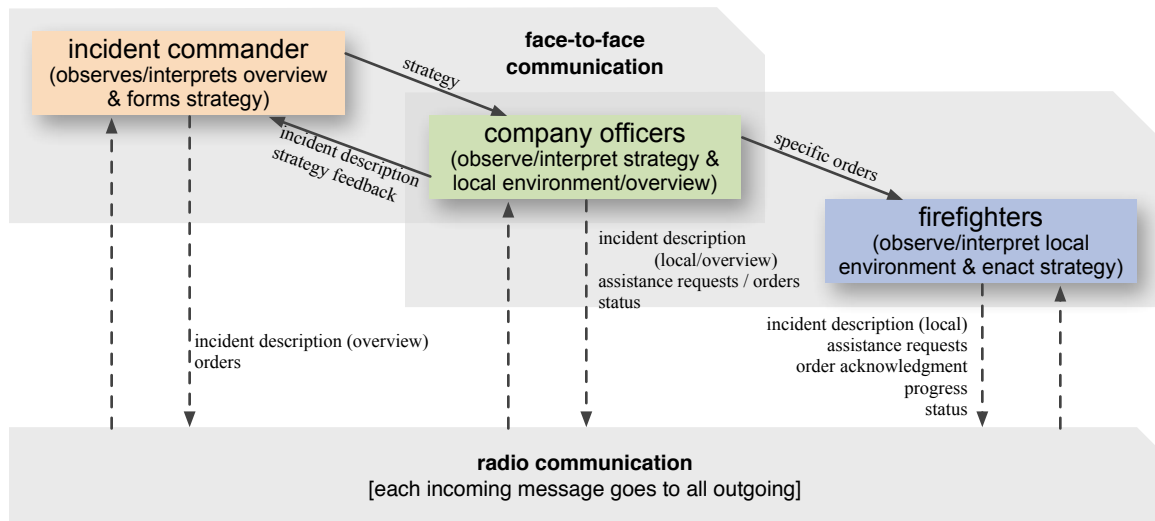 incident commander
(observes/interprets overview
& forms strategy)
face-to-face
communication
strategy
incident description
strategy feedback
company officers
(observe/interpret strategy &
local environment/overview)
specific orders
firefighters
(observe/interpret local
environment & enact strategy)
incident description
(local/overview)
assistance requests / orders
status
incident description (overview)
orders
incident description (local)
assistance requests
order acknowledgment
progress
status
radio communication
[each incoming message goes to all outgoing]